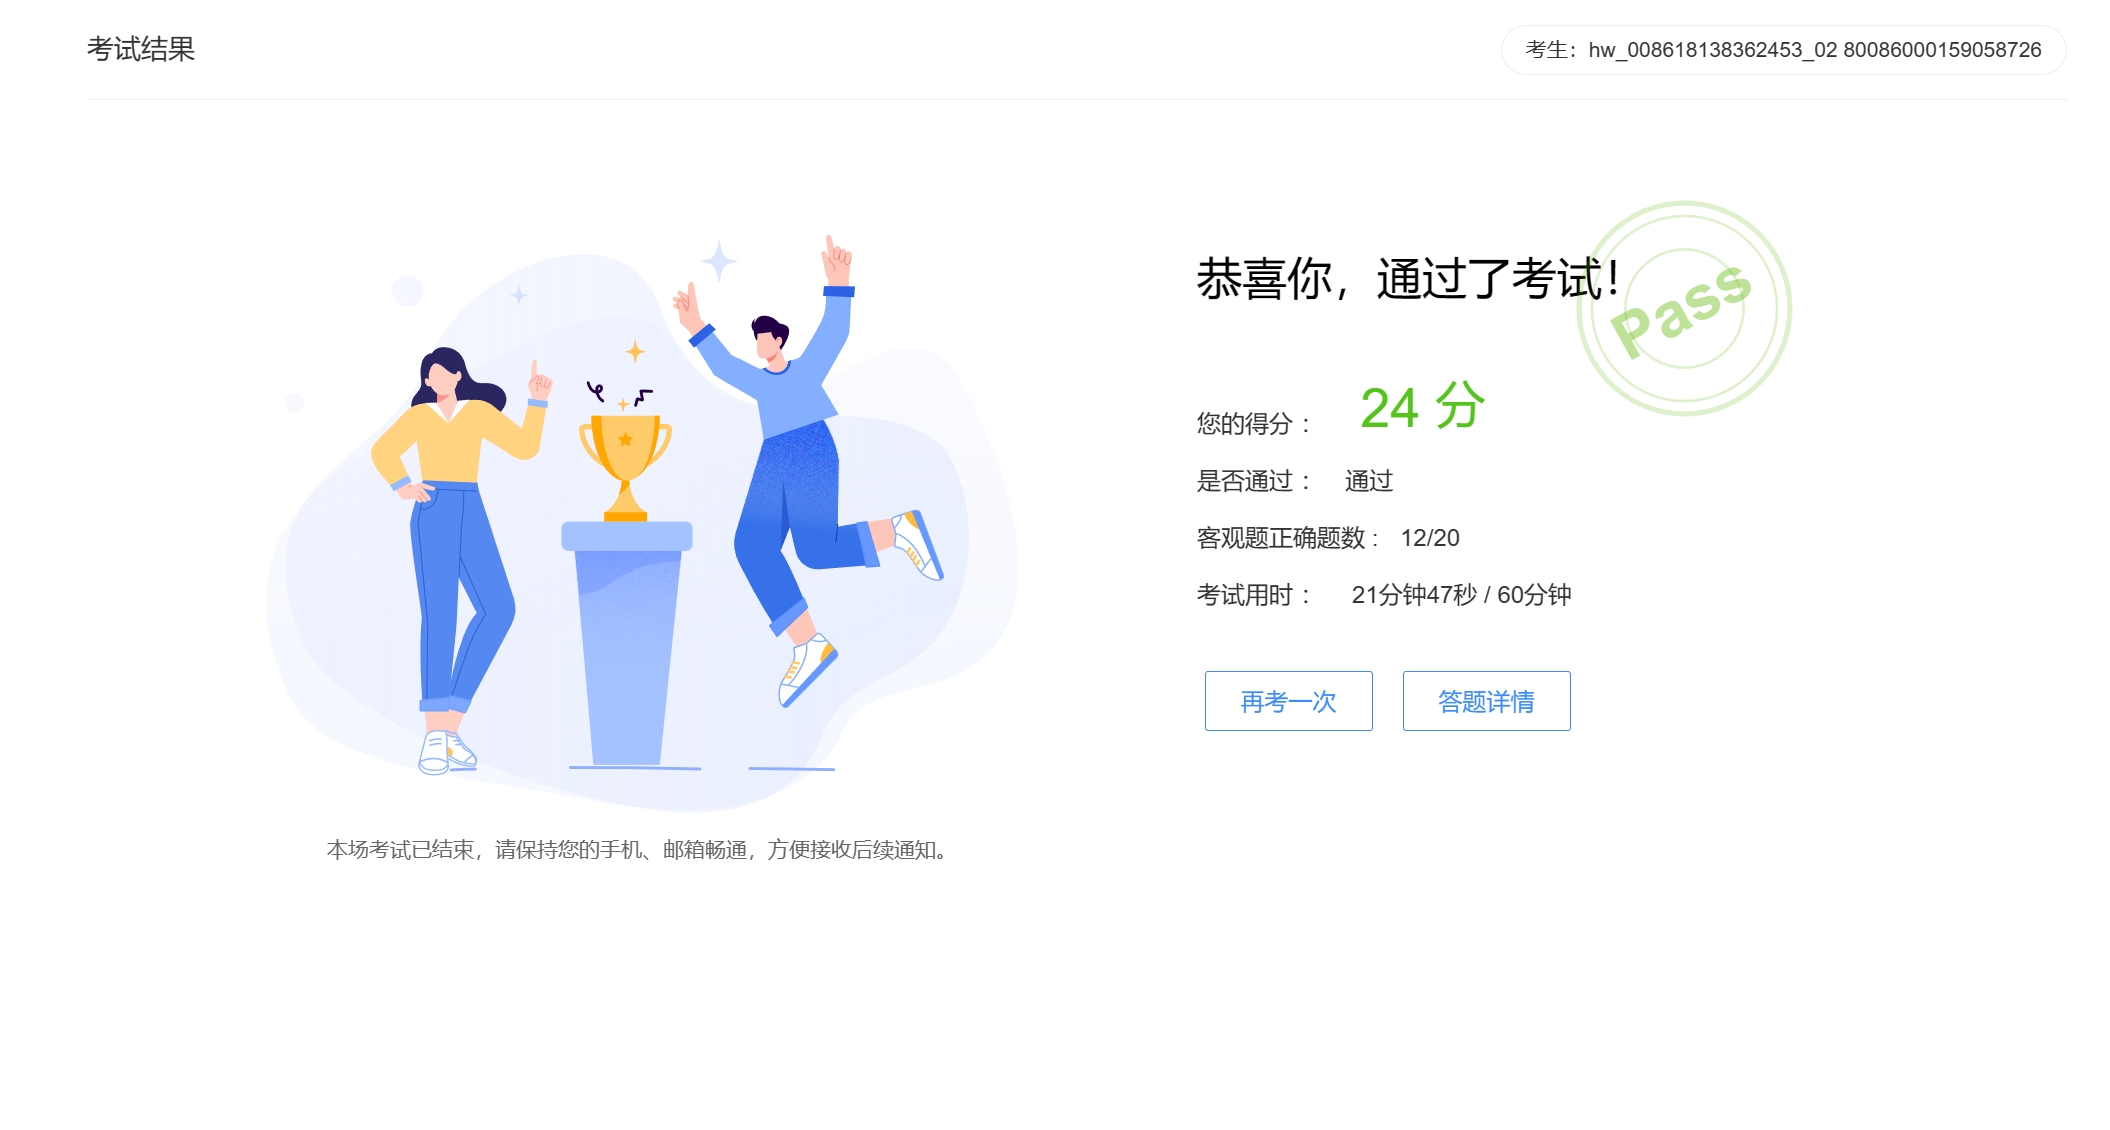 考试结果
考生：hw_008618138362453_02 80086000159058726
恭喜你，通过了考试！
Pass
您的得分： 24 分
是否通过： 通过
客观题正确题数： 12/20
考试用时： 21分钟47秒 / 60分钟
再考一次 答题详情
本场考试已结束，请保持您的手机、邮箱畅通，方便接收后续通知。